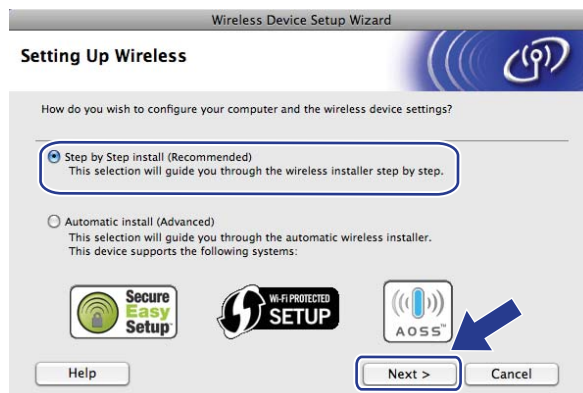 Wireless Device Setup Wizard
Setting Up Wireless
How do you wish to configure your computer and the wireless device settings?
Step by Step install (Recommended)
This selection will guide you through the wireless installer step by step.
Automatic install (Advanced)
This selection will guide you through the automatic wireless installer.
This device supports the following systems:
Secure
Easy
Setup™
WI-FI PROTECTED
SETUP
AOSS™
Help
Next >
Cancel